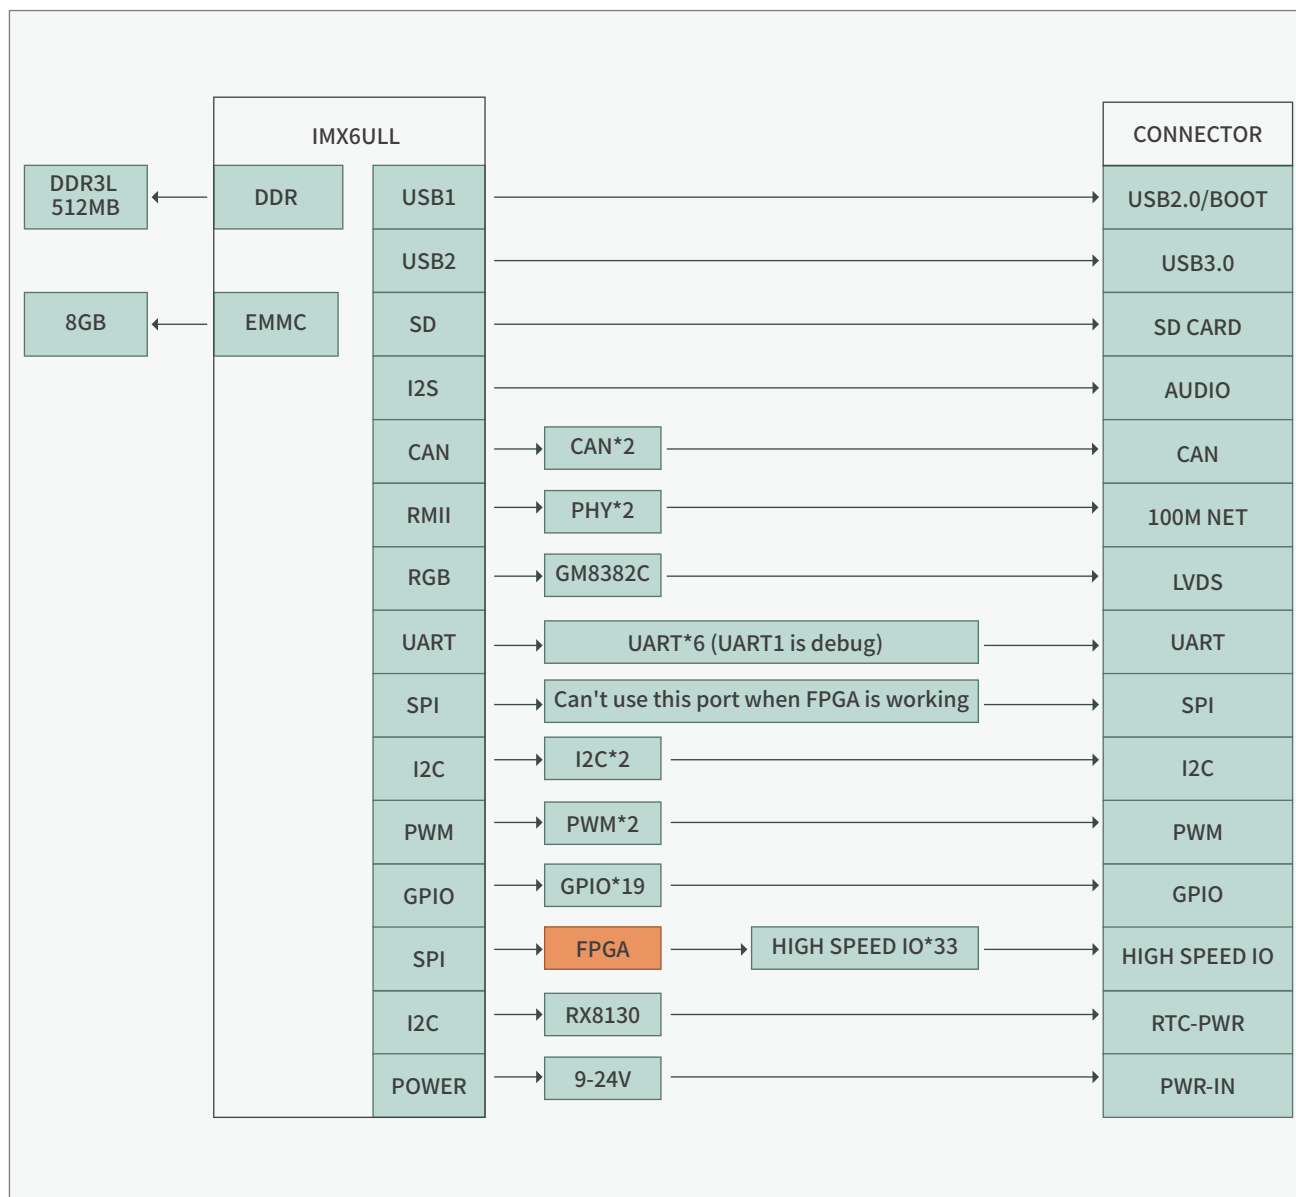 IMX6ULL
CONNECTOR
DDR3L
512MB
DDR
USB1
USB2.0/BOOT
USB2
USB3.0
8GB
EMMC
SD
SD CARD
I2S
AUDIO
CAN
CAN*2
CAN
RMII
PHY*2
100M NET
RGB
GM8382C
LVDS
UART
UART*6 (UART1 is debug)
UART
SPI
Can't use this port when FPGA is working
SPI
I2C
I2C*2
I2C
PWM
PWM*2
PWM
GPIO
GPIO*19
GPIO
SPI
FPGA
HIGH SPEED IO*33
HIGH SPEED IO
I2C
RX8130
RTC-PWR
POWER
9-24V
PWR-IN